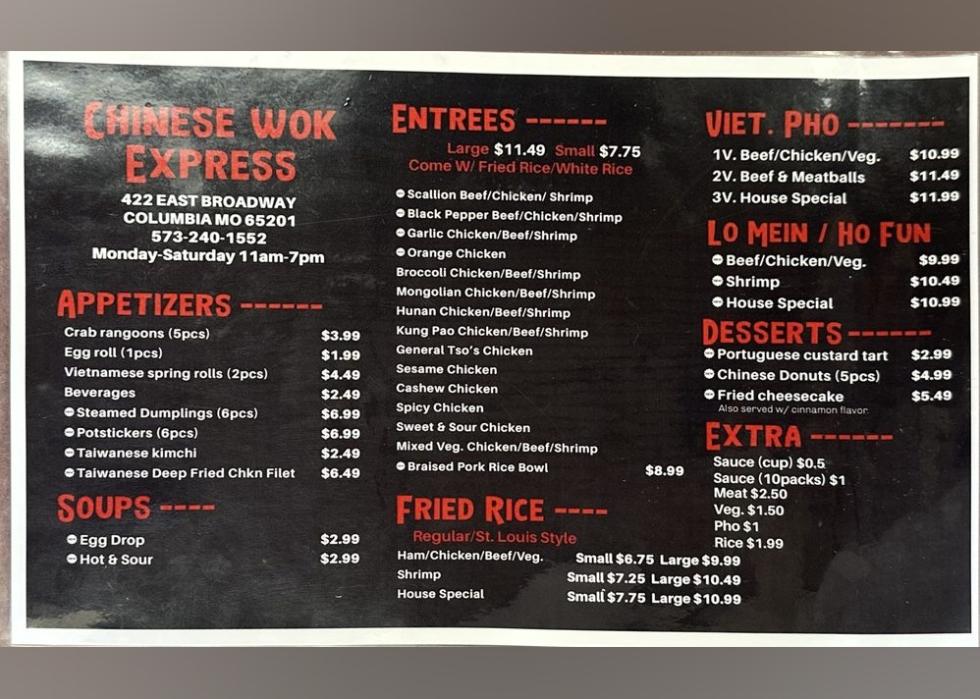 CHINESE WOK
EXPRESS
422 EAST BROADWAY
COLUMBIA MO 65201
573-240-1552
Monday-Saturday 11am-7pm
APPETIZERS ------
Crab rangoons (5pcs) $3.99
Egg roll (1pcs) $1.99
Vietnamese spring rolls (2pcs) $4.49
Beverages $2.49
Steamed Dumplings (6pcs) $6.99
Potstickers (6pcs) $6.99
Taiwanese kimchi $2.49
Taiwanese Deep Fried Chkn Filet $6.49
SOUPS ----
Egg Drop $2.99
Hot & Sour $2.99
ENTREES ------
Large $11.49 Small $7.75
Come W/ Fried Rice/White Rice
Scallion Beef/Chicken/ Shrimp
Black Pepper Beef/Chicken/Shrimp
Garlic Chicken/Beef/Shrimp
Orange Chicken
Broccoli Chicken/Beef/Shrimp
Mongolian Chicken/Beef/Shrimp
Hunan Chicken/Beef/Shrimp
Kung Pao Chicken/Beef/Shrimp
General Tso's Chicken
Sesame Chicken
Cashew Chicken
Spicy Chicken
Sweet & Sour Chicken
Mixed Veg. Chicken/Beef/Shrimp
Braised Pork Rice Bowl $8.99
FRIED RICE ----
Regular/St. Louis Style
Ham/Chicken/Beef/Veg. Small $6.75 Large $9.99
Shrimp Small $7.25 Large $10.49
House Special Small $7.75 Large $10.99
VIET. PHO -------
1V. Beef/Chicken/Veg. $10.99
2V. Beef & Meatballs $11.49
3V. House Special $11.99
LO MEIN / HO FUN
Beef/Chicken/Veg. $9.99
Shrimp $10.49
House Special $10.99
DESSERTS ------
Portuguese custard tart $2.99
Chinese Donuts (5pcs) $4.99
Fried cheesecake $5.49
Also served w/ cinnamon flavor
EXTRA ------
Sauce (cup) $0.5
Sauce (10packs) $1
Meat $2.50
Veg. $1.50
Pho $1
Rice $1.99